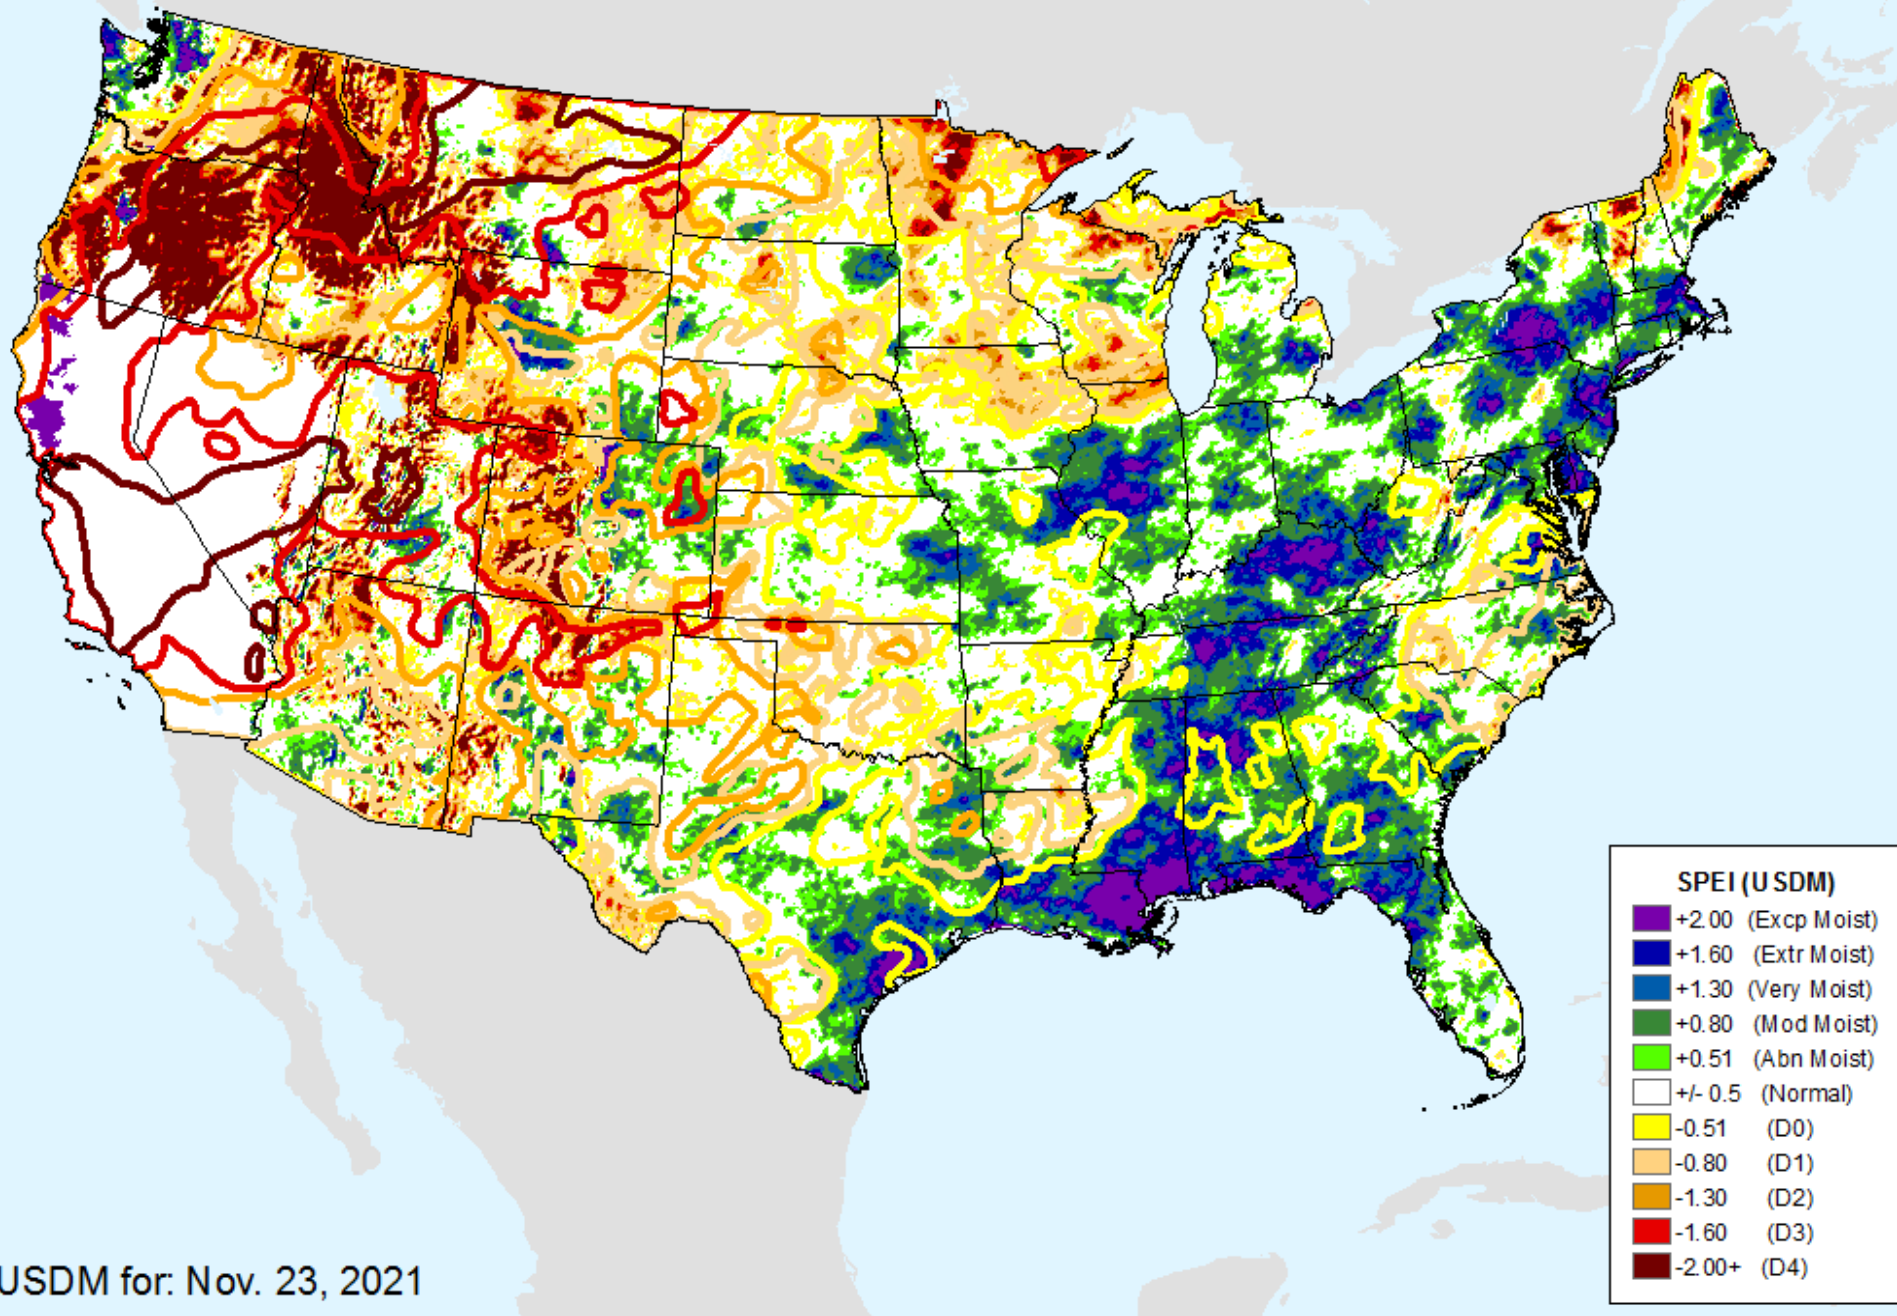 SPEI (USDM)
+2.00 (Excp Moist)
+1.60 (Extr Moist)
+1.30 (Very Moist)
+0.80 (Mod Moist)
+0.51 (Abn Moist)
+/- 0.5 (Normal)
-0.51 (D0)
-0.80 (D1)
-1.30 (D2)
-1.60 (D3)
-2.00+ (D4)
USDM for: Nov. 23, 2021